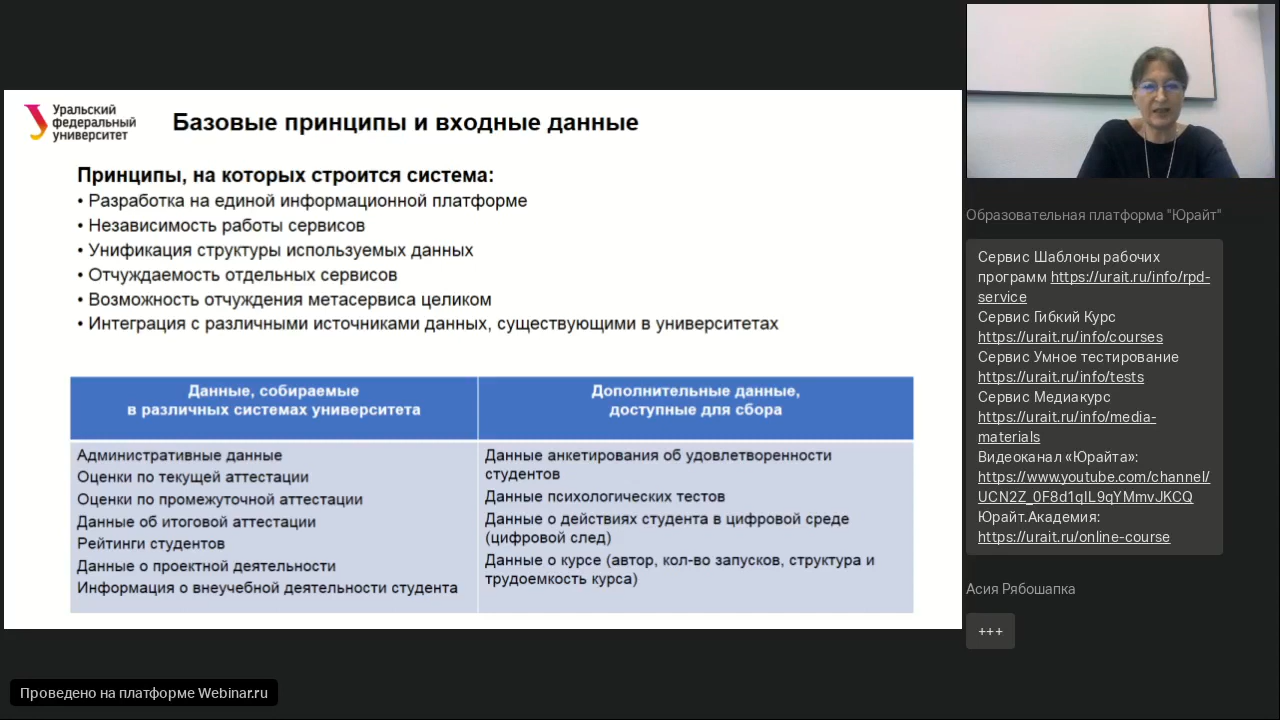 Уральский
федеральный
университет
Базовые принципы и входные данные
Принципы, на которых строится система:
• Разработка на единой информационной платформе
• Независимость работы сервисов
• Унификация структуры используемых данных
• Отчуждаемость отдельных сервисов
• Возможность отчуждения метасервиса целиком
• Интеграция с различными источниками данных, существующими в университетах
Данные, собираемые
в различных системах университета
Административные данные
Оценки по текущей аттестации
Оценки по промежуточной аттестации
Данные об итоговой аттестации
Рейтинги студентов
Данные о проектной деятельности
Информация о внеучебной деятельности студента
Дополнительные данные,
доступные для сбора
Данные анкетирования об удовлетворенности
студентов
Данные психологических тестов
Данные о действиях студента в цифровой среде
(цифровой след)
Данные о курсе (автор, кол-во запусков, структура и
трудоемкость курса)
Образовательная платформа "Юрайт"
Сервис Шаблоны рабочих
программ https://urait.ru/info/rpd-
service
Сервис Гибкий Курс
https://urait.ru/info/courses
Сервис Умное тестирование
https://urait.ru/info/tests
Сервис Медиакурс
https://urait.ru/info/media-
materials
Видеоканал «Юрайта»:
https://www.youtube.com/channel/
UCN2Z_0F8d1qIL9qYMmvJKCQ
Юрайт.Академия:
https://urait.ru/online-course
Асия Рябошапка
+++
Проведено на платформе Webinar.ru